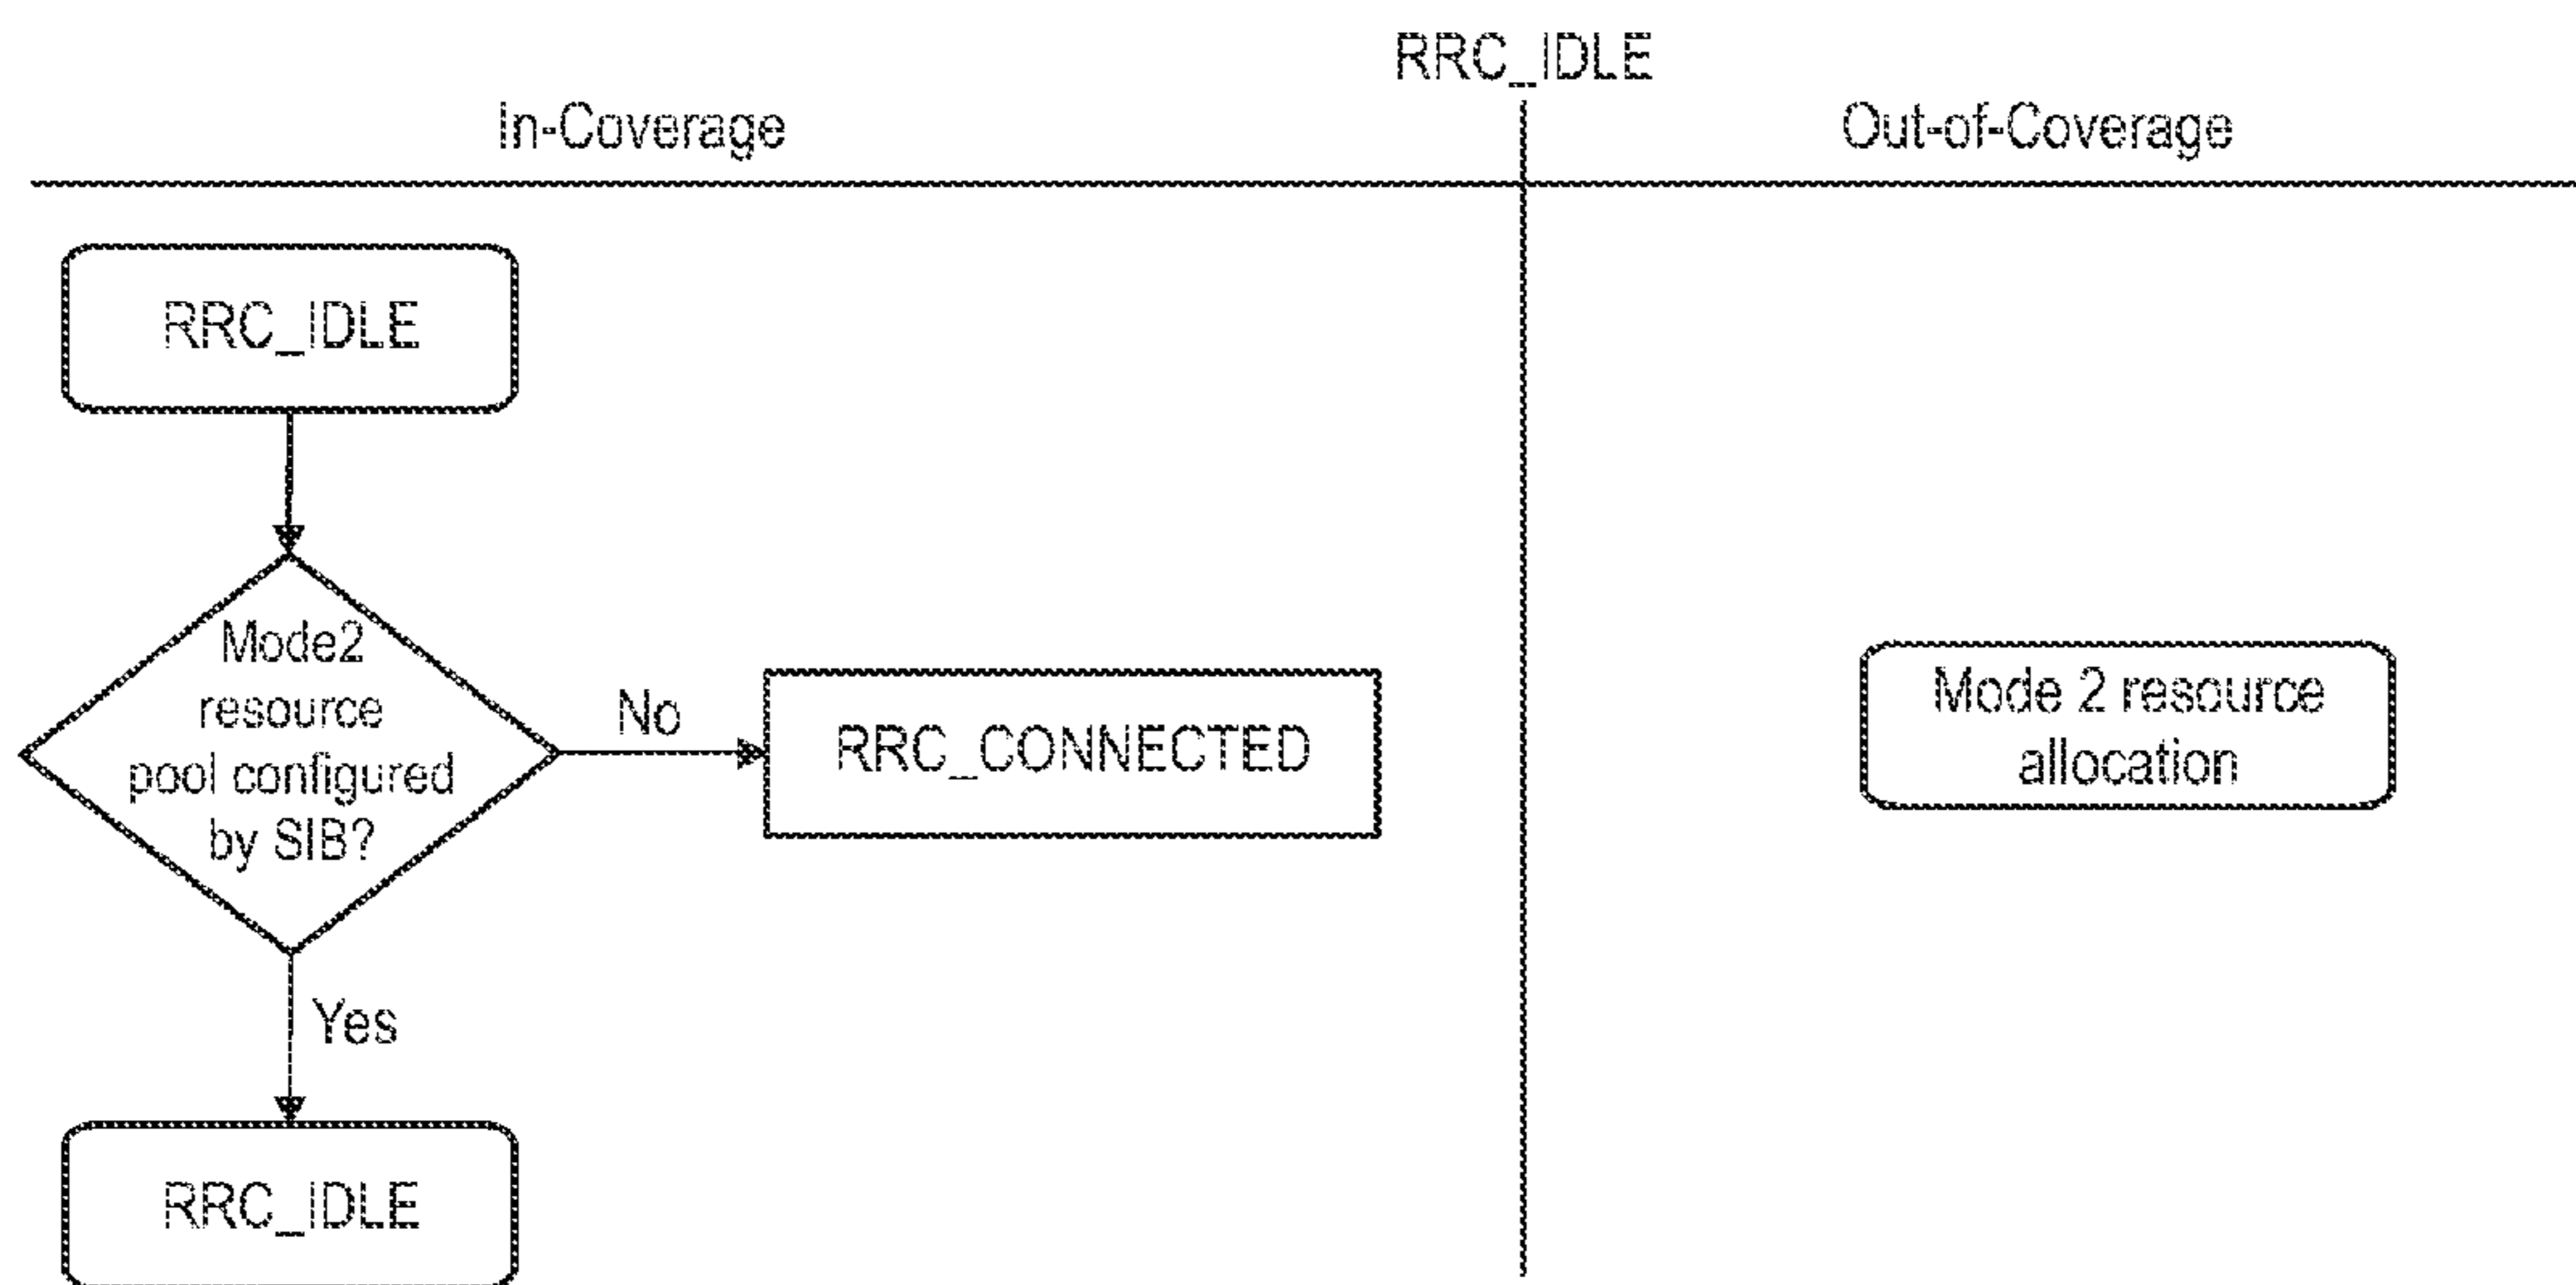 RRC_IDLE
In-Coverage
Out-of-Coverage
RRC_IDLE
Mode2
resource
pool configured
by SIB?
No
RRC_CONNECTED
Yes
RRC_IDLE
Mode 2 resource
allocation